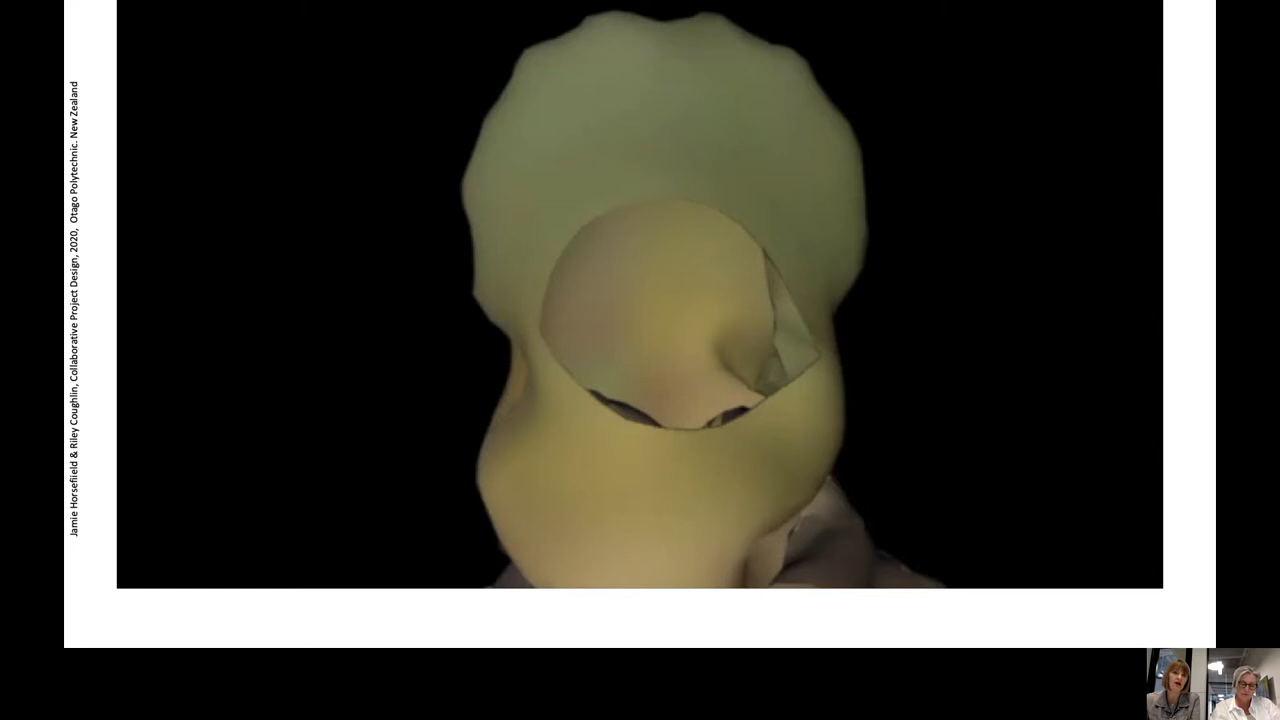 Jamie Horsefield & Riley Coughlin, Collaborative Project Design, 2020,  Otago Polytechnic. New Zealand